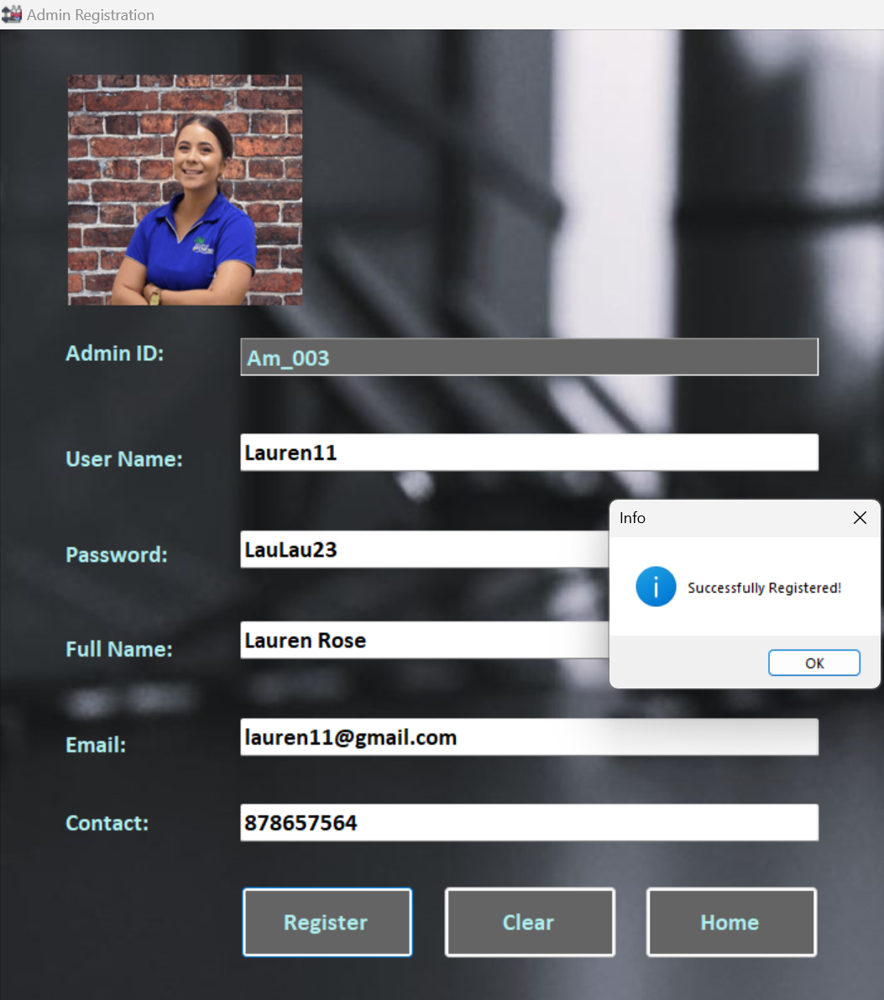 Admin Registration
Admin ID:
Am_003
User Name:
Lauren11
Password:
LauLau23
Full Name:
Lauren Rose
Email:
lauren11@gmail.com
Contact:
878657564
Info
Successfully Registered!
OK
Register
Clear
Home